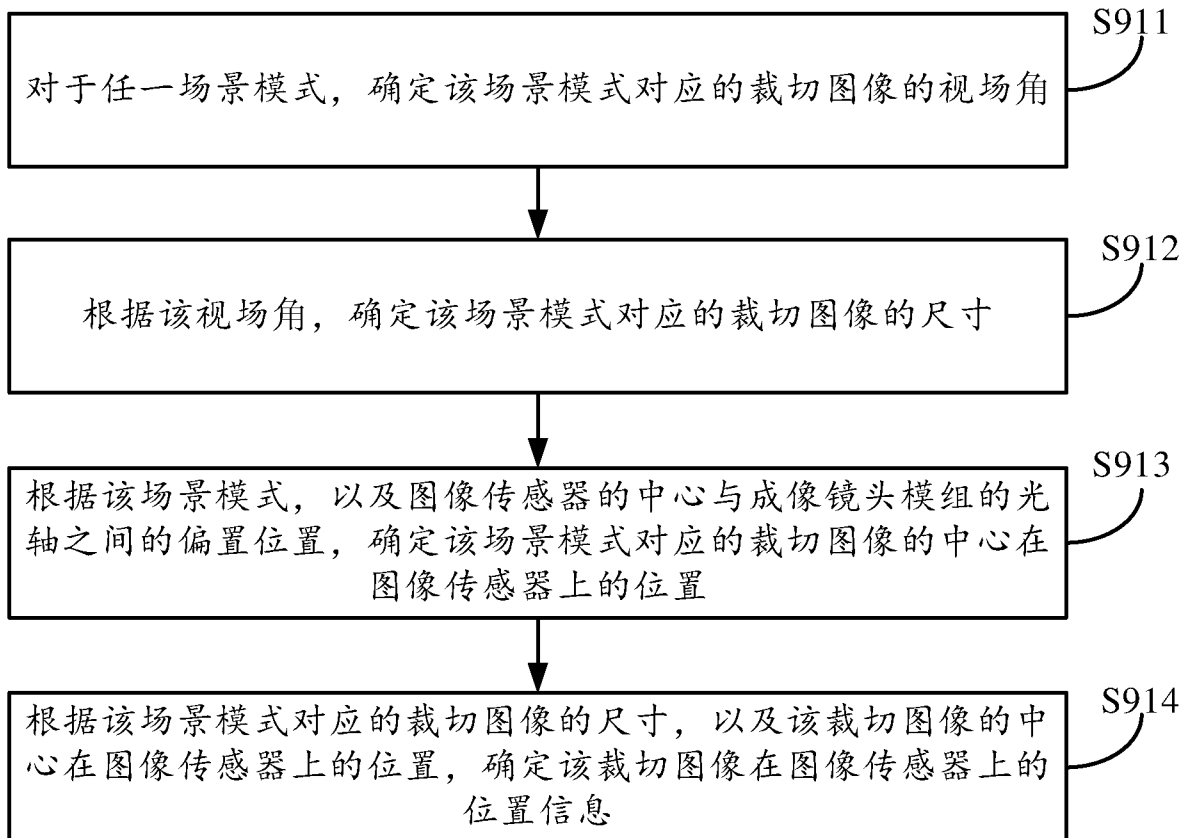 S911
对于任一场景模式，确定该场景模式对应的裁切图像的视场角
S912
根据该视场角，确定该场景模式对应的裁切图像的尺寸
S913
根据该场景模式，以及图像传感器的中心与成像镜头模组的光
轴之间的偏置位置，确定该场景模式对应的裁切图像的中心在
图像传感器上的位置
S914
根据该场景模式对应的裁切图像的尺寸，以及该裁切图像的中
心在图像传感器上的位置，确定该裁切图像在图像传感器上的
位置信息